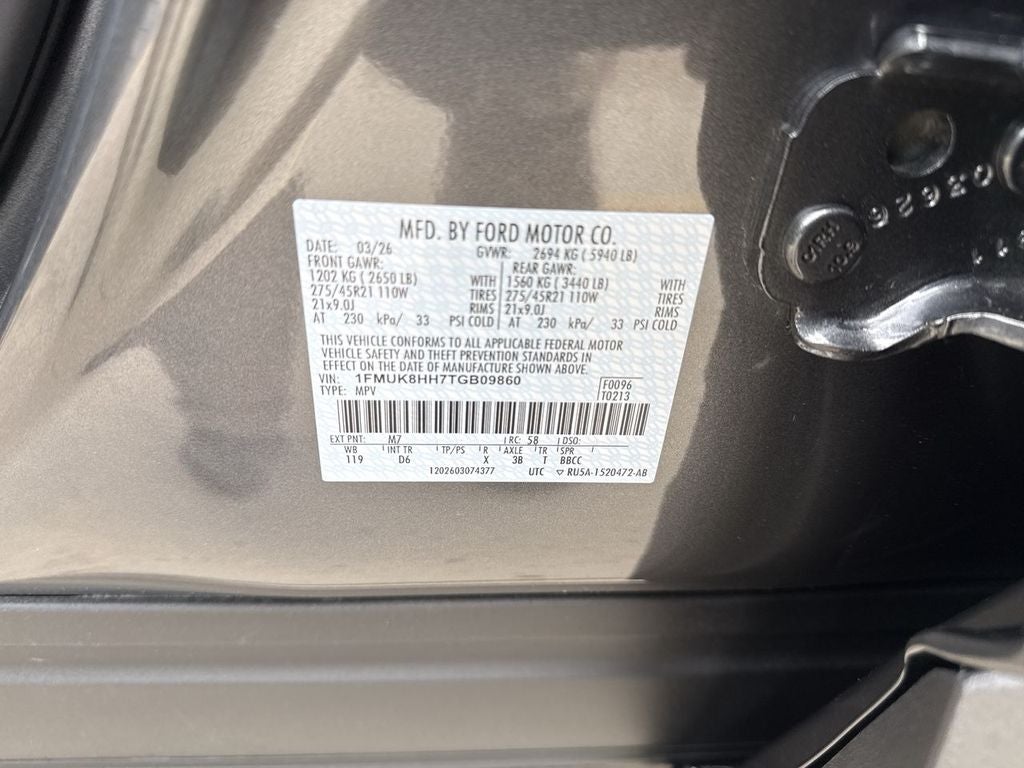 MFD. BY FORD MOTOR CO.
DATE: 03/26 GVWR: 2694 KG ( 5940 LB)
FRONT GAWR: REAR GAWR:
1202 KG ( 2650 LB) WITH 1560 KG ( 3440 LB) WITH
275/45R21 110W TIRES 275/45R21 110W TIRES
21x9.0J RIMS 21x9.0J RIMS
AT 230 kPa/ 33 PSI COLD AT 230 kPa/ 33 PSI COLD
THIS VEHICLE CONFORMS TO ALL APPLICABLE FEDERAL MOTOR
VEHICLE SAFETY AND THEFT PREVENTION STANDARDS IN
EFFECT ON THE DATE OF MANUFACTURE SHOWN ABOVE.
VIN: 1FMUK8HH7TGB09860 F0096
TYPE: MPV T0213
EXT PNT: M7 RC: 58 DSO:
WB INT TR TP/PS R AXLE TR SPR
119 D6 X 3B T BBCC
1202603074377 UTC ▽ RU5A-1520472-AB
03626